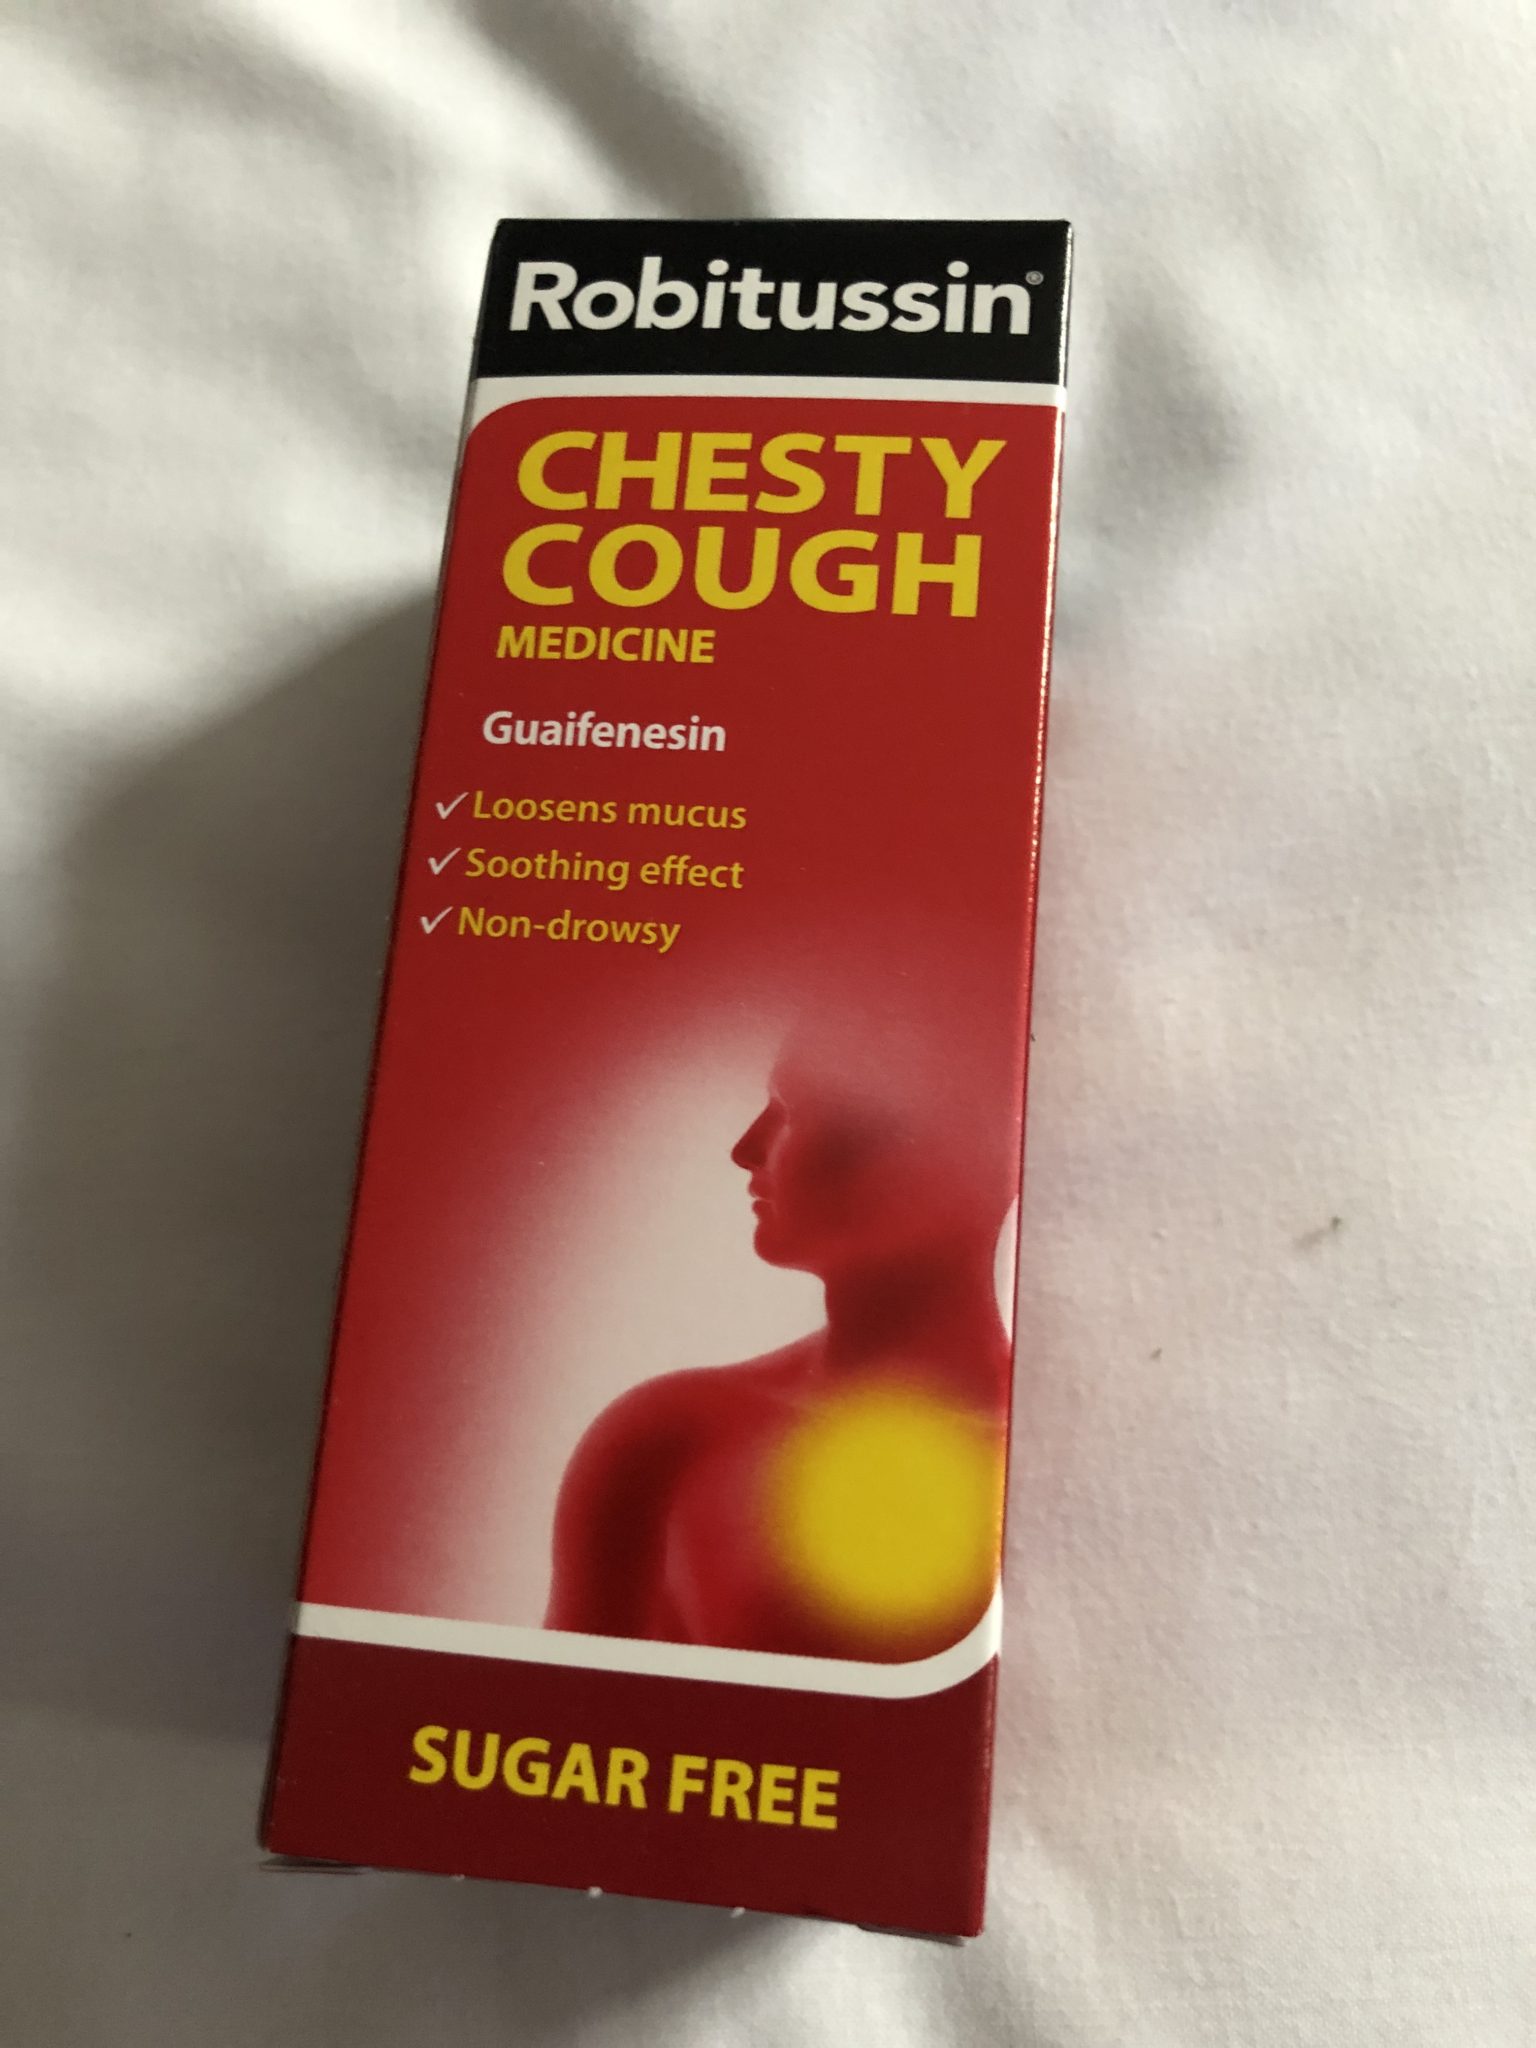 Robitussin®
CHESTY
COUGH
MEDICINE
Guaifenesin
✓ Loosens mucus
✓ Soothing effect
✓ Non-drowsy
SUGAR FREE